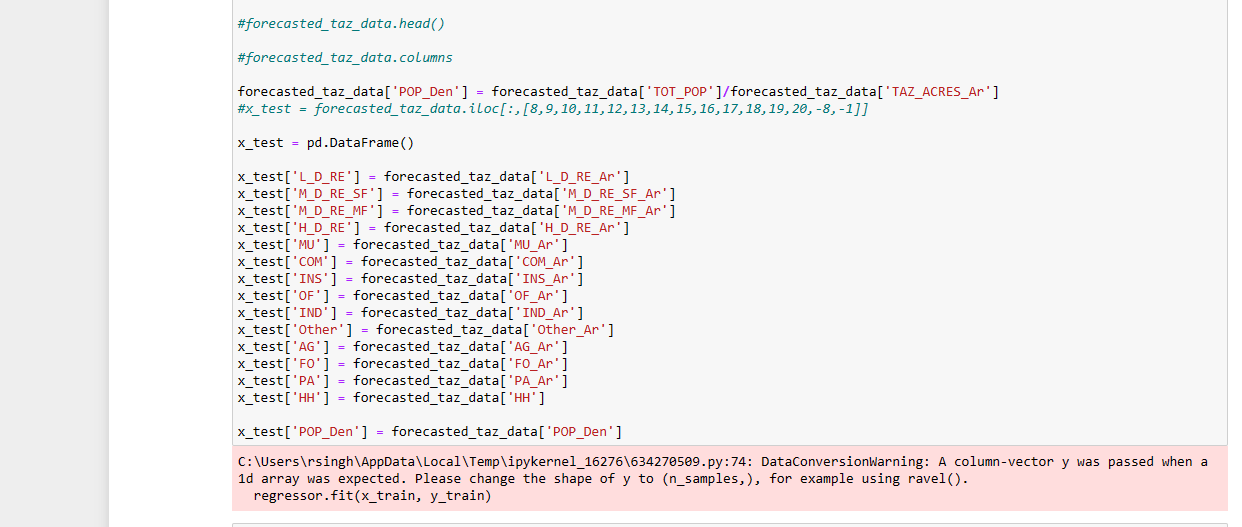 #forecasted_taz_data.head()
#forecasted_taz_data.columns
forecasted_taz_data['POP_Den'] = forecasted_taz_data['TOT_POP']/forecasted_taz_data['TAZ_ACRES_Ar']
#x_test = forecasted_taz_data.iloc[:,[8,9,10,11,12,13,14,15,16,17,18,19,20,-8,-1]]
x_test = pd.DataFrame()
x_test['L_D_RE'] = forecasted_taz_data['L_D_RE_Ar']
x_test['M_D_RE_SF'] = forecasted_taz_data['M_D_RE_SF_Ar']
x_test['M_D_RE_MF'] = forecasted_taz_data['M_D_RE_MF_Ar']
x_test['H_D_RE'] = forecasted_taz_data['H_D_RE_Ar']
x_test['MU'] = forecasted_taz_data['MU_Ar']
x_test['COM'] = forecasted_taz_data['COM_Ar']
x_test['INS'] = forecasted_taz_data['INS_Ar']
x_test['OF'] = forecasted_taz_data['OF_Ar']
x_test['IND'] = forecasted_taz_data['IND_Ar']
x_test['Other'] = forecasted_taz_data['Other_Ar']
x_test['AG'] = forecasted_taz_data['AG_Ar']
x_test['FO'] = forecasted_taz_data['FO_Ar']
x_test['PA'] = forecasted_taz_data['PA_Ar']
x_test['HH'] = forecasted_taz_data['HH']
x_test['POP_Den'] = forecasted_taz_data['POP_Den']
C:\Users\rsingh\AppData\Local\Temp\ipykernel_16276\634270509.py:74: DataConversionWarning: A column-vector y was passed when a
1d array was expected. Please change the shape of y to (n_samples,), for example using ravel().
regressor.fit(x_train, y_train)